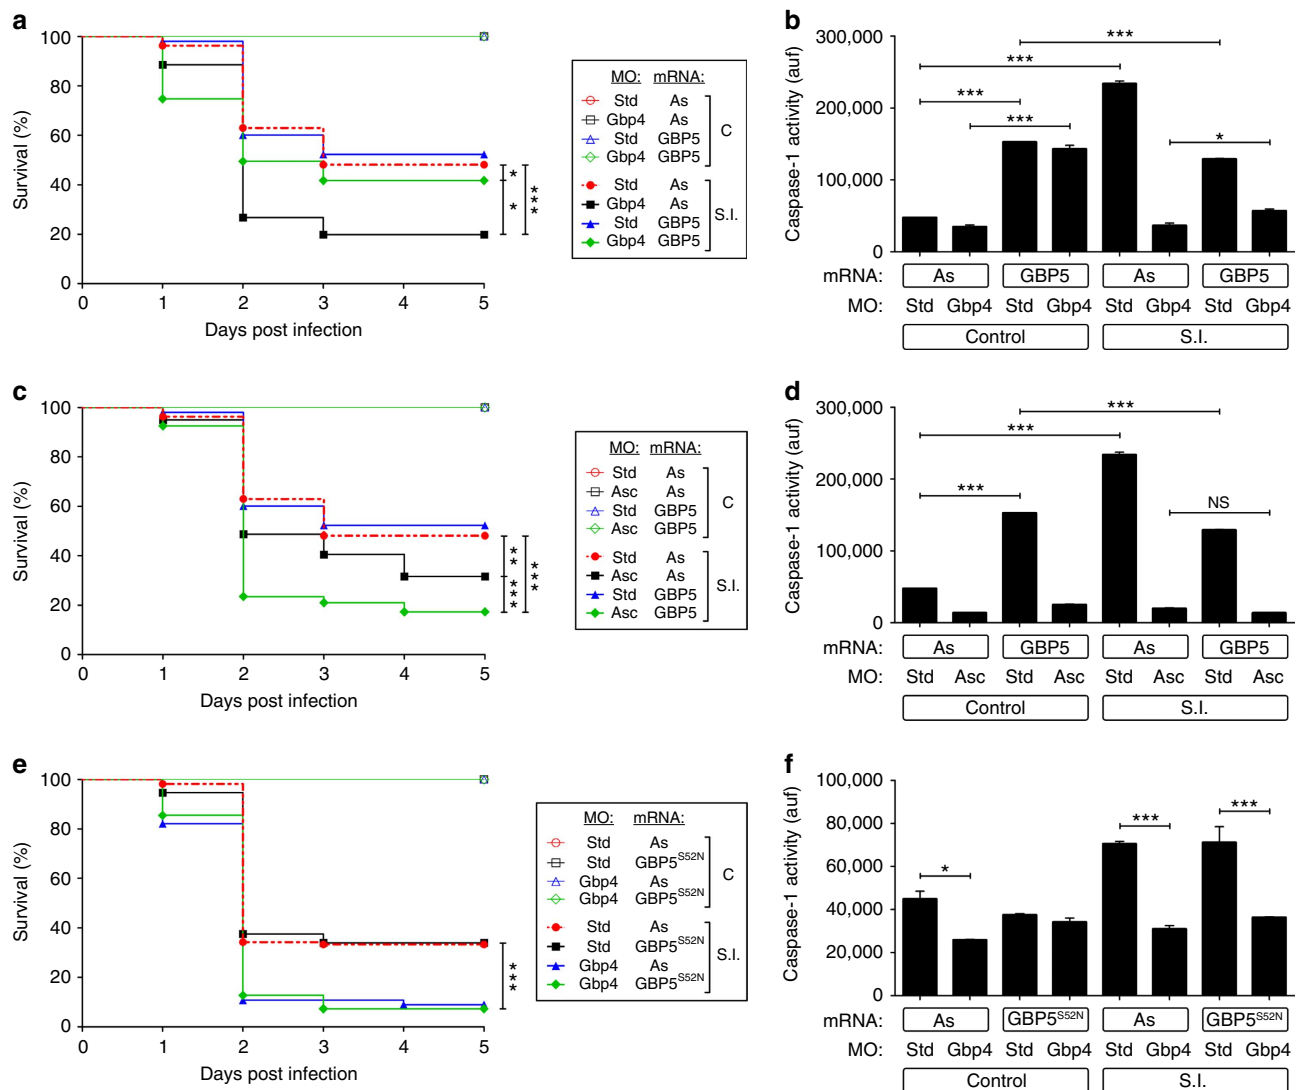 a
100
80
60
40
20
0
Survival (%)
0 1 2 3 4 5
Days post infection
* *
***
MO: mRNA:
Std As
Gbp4 As
Std GBP5
Gbp4 GBP5
C
Std As
Gbp4 As
Std GBP5
Gbp4 GBP5
S.I.
b
300,000
200,000
100,000
0
Caspase-1 activity (auf)
***
***
***
***
*
mRNA: As GBP5 As GBP5
MO: Std Gbp4 Std Gbp4 Std Gbp4 Std Gbp4
Control S.I.
c
100
80
60
40
20
0
Survival (%)
0 1 2 3 4 5
Days post infection
** ***
***
MO: mRNA:
Std As
Asc As
Std GBP5
Asc GBP5
C
Std As
Asc As
Std GBP5
Asc GBP5
S.I.
d
300,000
200,000
100,000
0
Caspase-1 activity (auf)
***
***
***
NS
mRNA: As GBP5 As GBP5
MO: Std Asc Std Asc Std Asc Std Asc
Control S.I.
e
100
80
60
40
20
0
Survival (%)
0 1 2 3 4 5
Days post infection
***
MO: mRNA:
Std As
Std GBP5S52N
Gbp4 As
Gbp4 GBP5S52N
C
Std As
Std GBP5S52N
Gbp4 As
Gbp4 GBP5S52N
S.I.
f
100,000
80,000
60,000
40,000
20,000
0
Caspase-1 activity (auf)
*
***
***
mRNA: As GBP5S52N As GBP5S52N
MO: Std Gbp4 Std Gbp4 Std Gbp4 Std Gbp4
Control S.I.